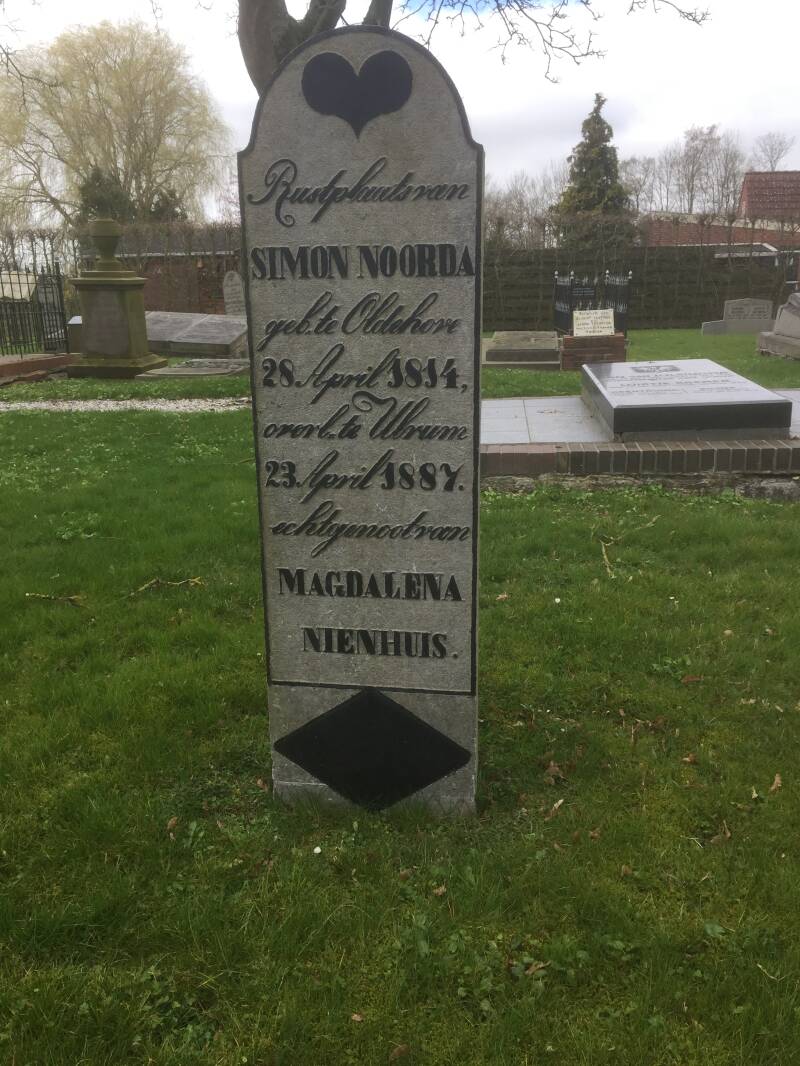 Rustplaats van
SIMON NOORDA
geb. te Oldehove
28 April 1814,
overl. te Ulrum
23 April 1887.
echtgenoot van
MAGDALENA
NIENHUIS.